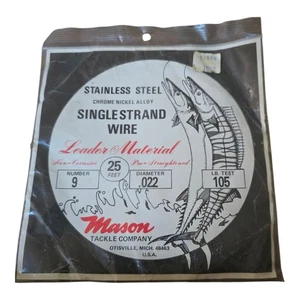 STAINLESS STEEL
CHROME NICKEL ALLOY
SINGLE STRAND
WIRE
Leader Material
Non-Corrosive Pre-Straightened
25
FEET
NUMBER
9
DIAMETER
.022
LB. TEST
105
Mason
TACKLE COMPANY
OTISVILLE, MICH. 48463
U.S.A.